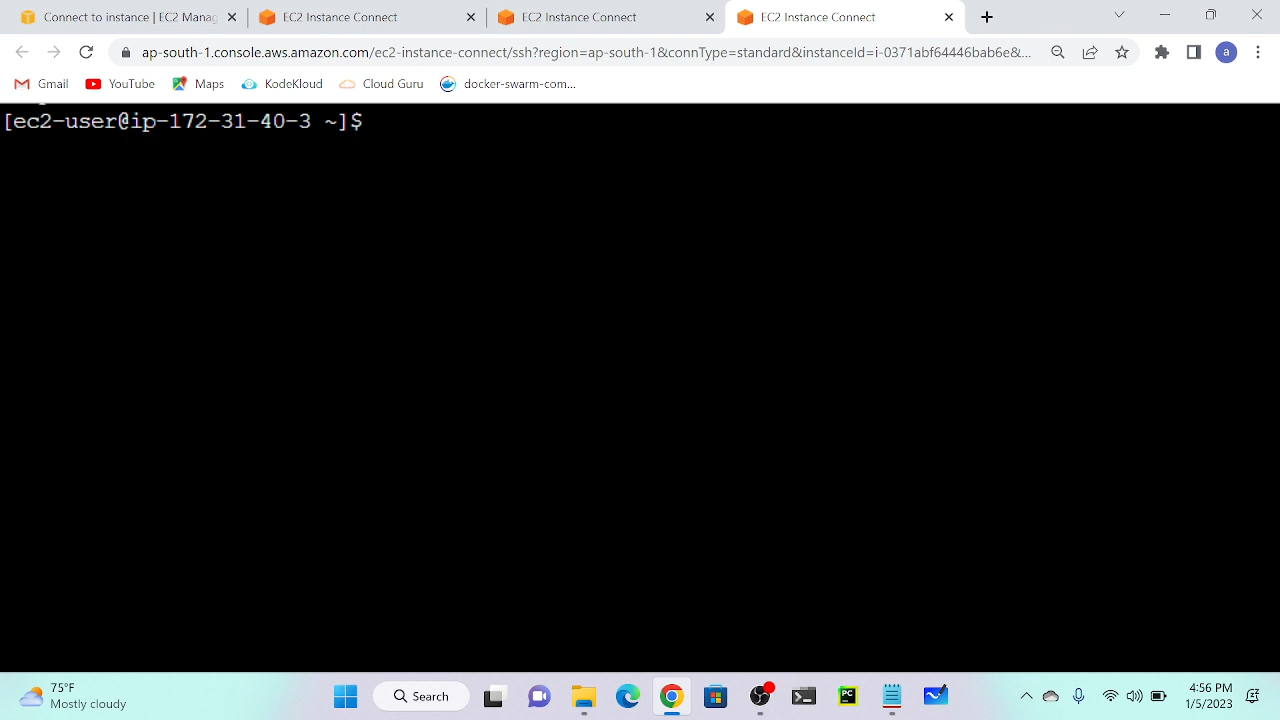 Connect to instance | EC2 Manag
EC2 Instance Connect
EC2 Instance Connect
EC2 Instance Connect
ap-south-1.console.aws.amazon.com/ec2-instance-connect/ssh?region=ap-south-1&connType=standard&instanceId=i-0371abf64446bab6e&...
a
Gmail
YouTube
Maps
KodeKloud
Cloud Guru
docker-swarm-com...
[ec2-user@ip-172-31-40-3 ~]$
75°F
Mostly cloudy
Search
PC
4:56 PM
1/5/2023